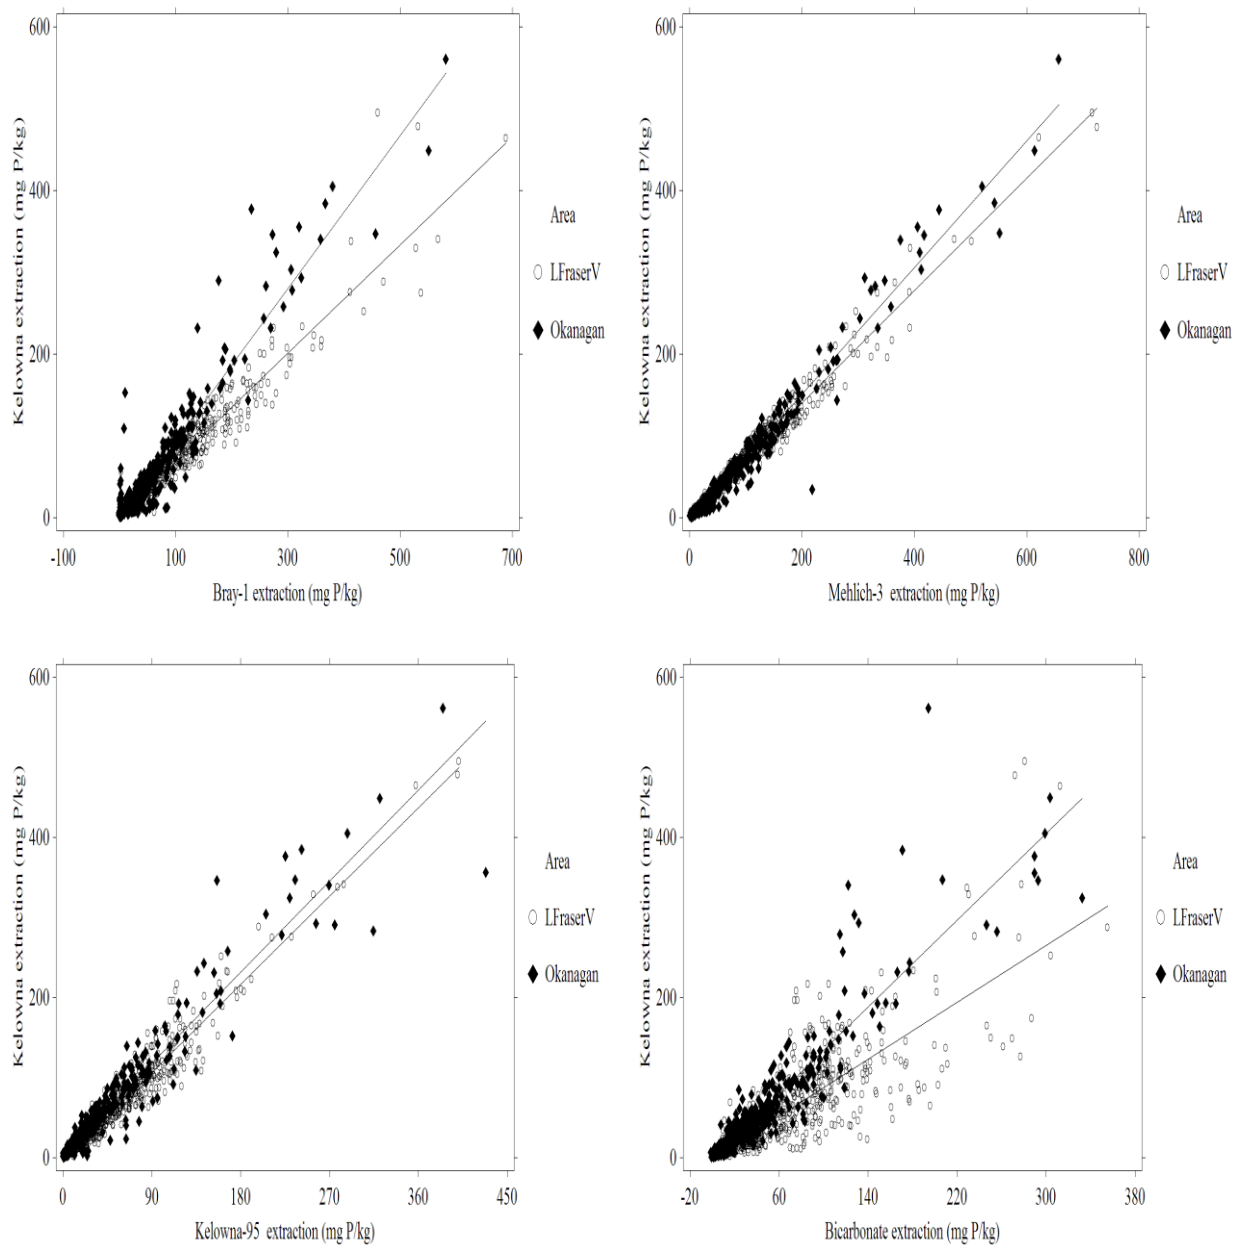 600
400
200
0
-100 100 300 500 700
Kelowna extraction (mg P/kg)
Bray-1 extraction (mg P/kg)
Area
LFraserV
Okanagan
600
400
200
0
0 200 400 600 800
Kelowna extraction (mg P/kg)
Mehlich-3 extraction (mg P/kg)
Area
LFraserV
Okanagan
600
400
200
0
0 90 180 270 360 450
Kelowna extraction (mg P/kg)
Kelowna-95 extraction (mg P/kg)
Area
LFraserV
Okanagan
600
400
200
0
-20 60 140 220 300 380
Kelowna extraction (mg P/kg)
Bicarbonate extraction (mg P/kg)
Area
LFraserV
Okanagan